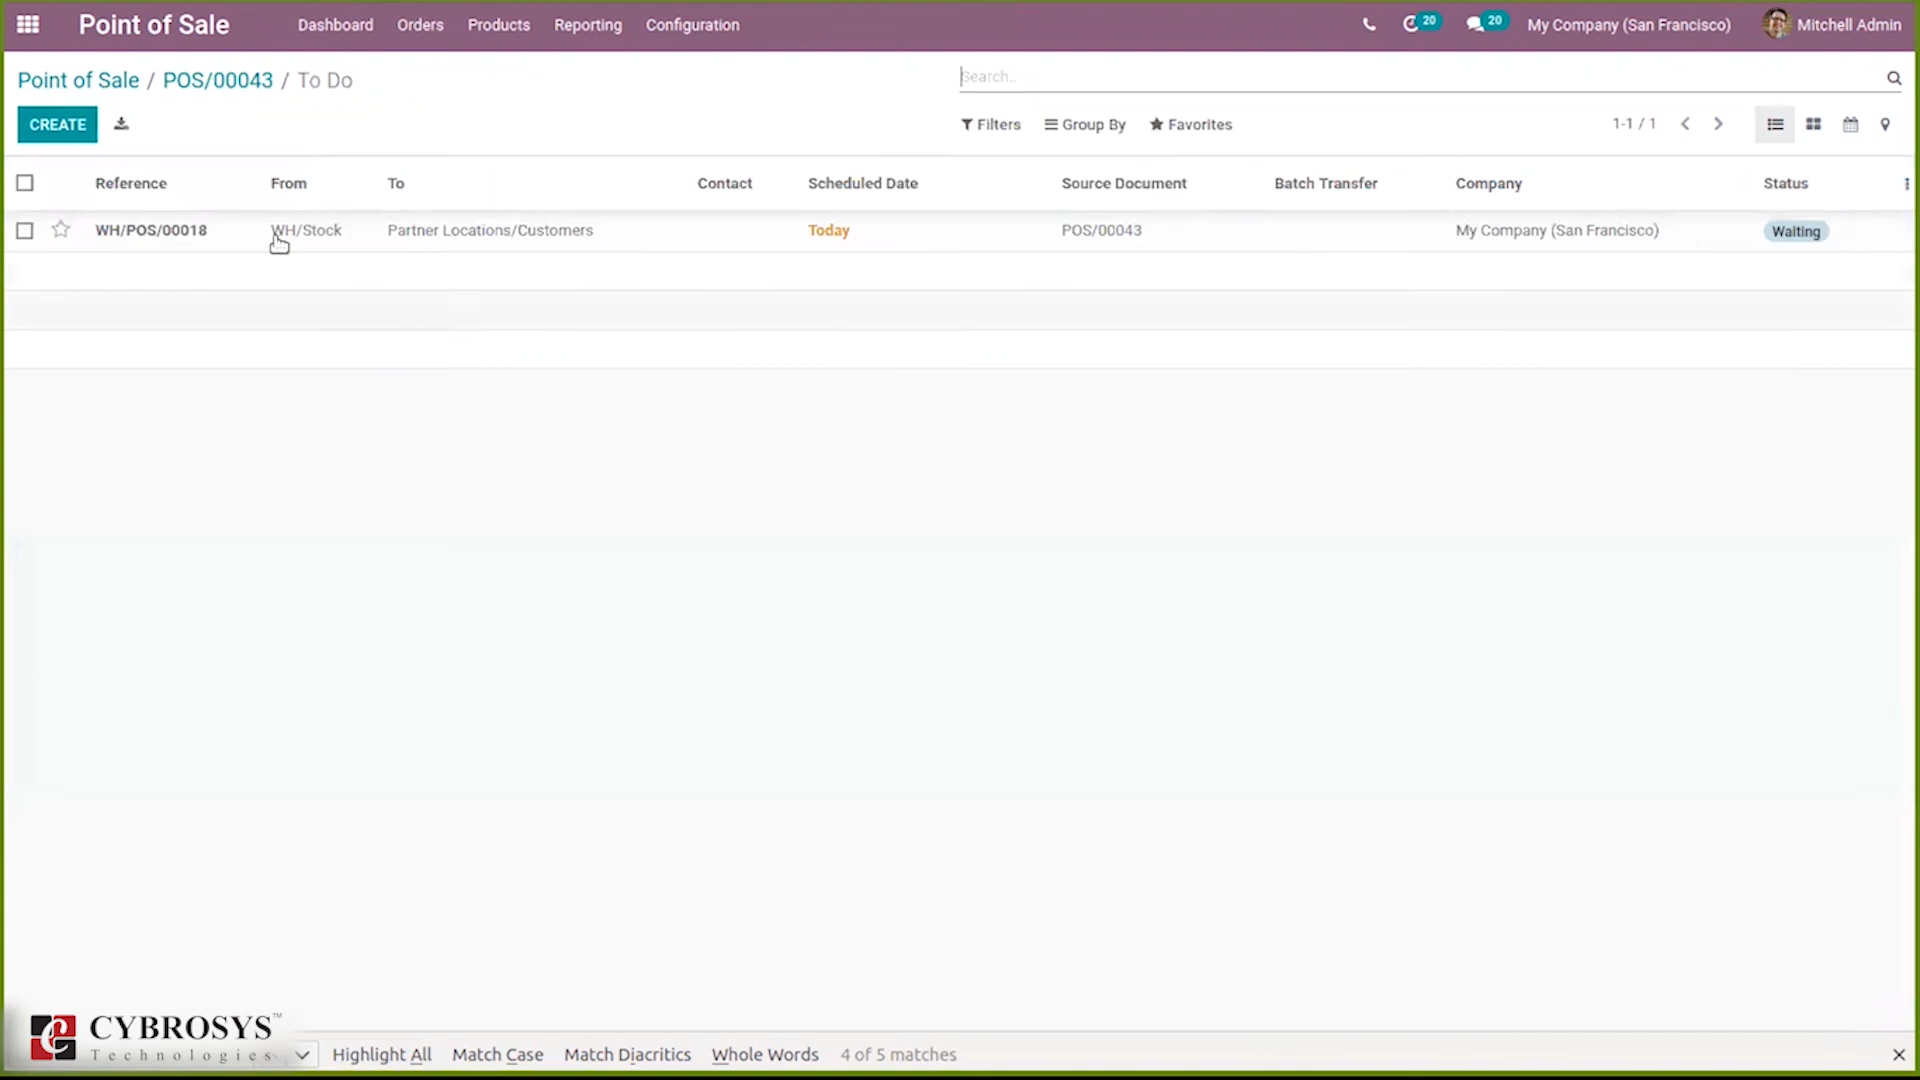 Point of Sale Dashboard Orders Products Reporting Configuration 20 20 My Company (San Francisco) Mitchell Admin
Point of Sale / POS/00043 / To Do
Search...
CREATE Filters Group By Favorites 1-1 / 1
Reference From To Contact Scheduled Date Source Document Batch Transfer Company Status
WH/POS/00018 WH/Stock Partner Locations/Customers Today POS/00043 My Company (San Francisco) Waiting
CYBROSYS™
Technologies
Highlight All Match Case Match Diacritics Whole Words 4 of 5 matches